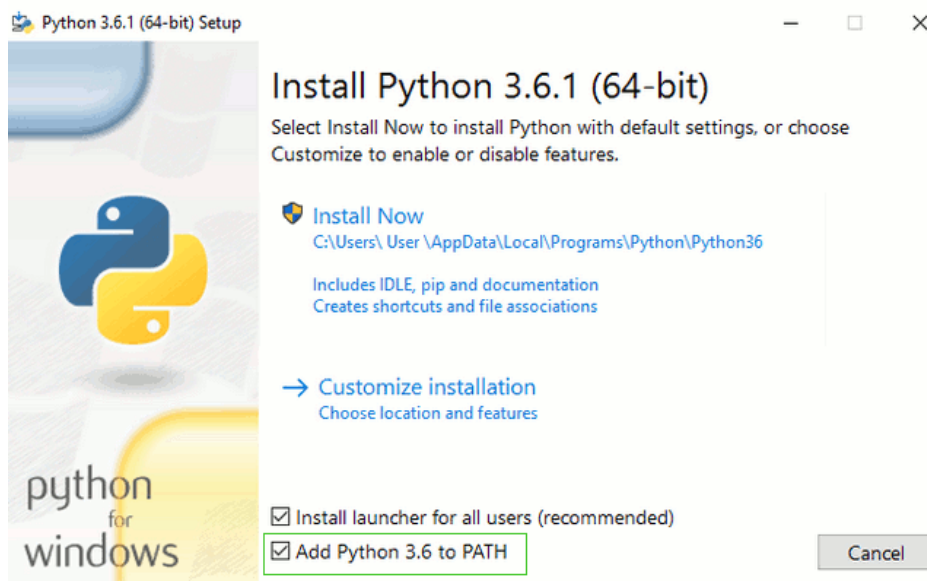 Python 3.6.1 (64-bit) Setup
Install Python 3.6.1 (64-bit)
Select Install Now to install Python with default settings, or choose
Customize to enable or disable features.
Install Now
C:\Users\ User \AppData\Local\Programs\Python\Python36
Includes IDLE, pip and documentation
Creates shortcuts and file associations
Customize installation
Choose location and features
python
for
windows
Install launcher for all users (recommended)
Add Python 3.6 to PATH
Cancel